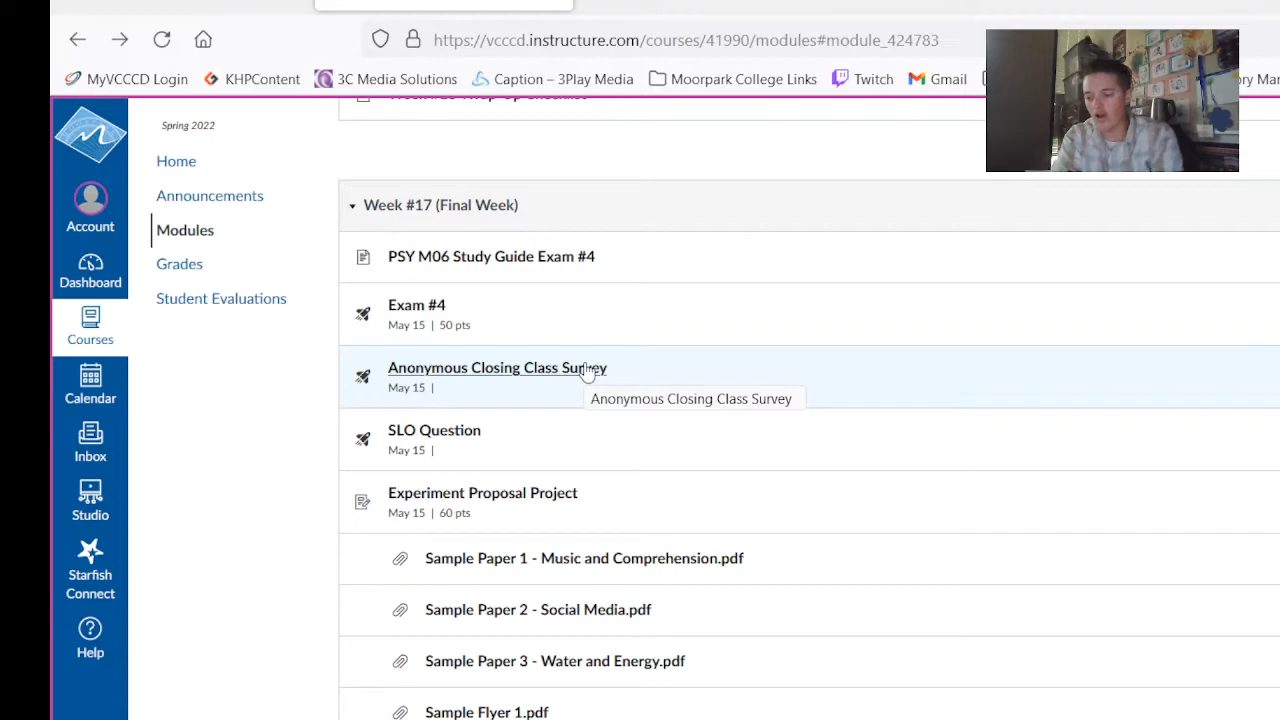 https://vcccd.instructure.com/courses/41990/modules#module_424783
MyVCCCD Login
KHPContent
3C Media Solutions
Caption – 3Play Media
Moorpark College Links
Twitch
Gmail
ory Mar
Spring 2022
Home
Announcements
Modules
Grades
Student Evaluations
Account
Dashboard
Courses
Calendar
Inbox
Studio
Starfish
Connect
Help
Week #17 (Final Week)
PSY M06 Study Guide Exam #4
Exam #4
May 15 | 50 pts
Anonymous Closing Class Survey
May 15 |
Anonymous Closing Class Survey
SLO Question
May 15 |
Experiment Proposal Project
May 15 | 60 pts
Sample Paper 1 - Music and Comprehension.pdf
Sample Paper 2 - Social Media.pdf
Sample Paper 3 - Water and Energy.pdf
Sample Flyer 1.pdf